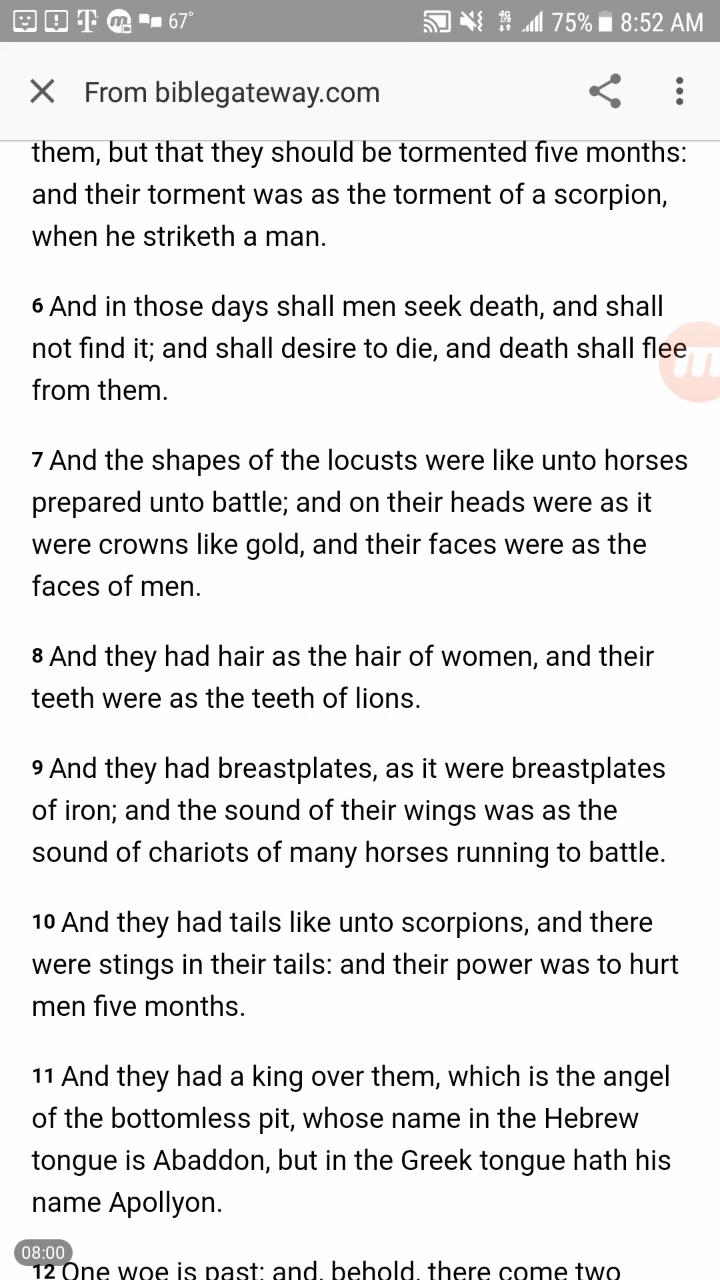 67°
4G LTE
75%
8:52 AM
From biblegateway.com
them, but that they should be tormented five months:
and their torment was as the torment of a scorpion,
when he striketh a man.
6 And in those days shall men seek death, and shall
not find it; and shall desire to die, and death shall flee
from them.
7 And the shapes of the locusts were like unto horses
prepared unto battle; and on their heads were as it
were crowns like gold, and their faces were as the
faces of men.
8 And they had hair as the hair of women, and their
teeth were as the teeth of lions.
9 And they had breastplates, as it were breastplates
of iron; and the sound of their wings was as the
sound of chariots of many horses running to battle.
10 And they had tails like unto scorpions, and there
were stings in their tails: and their power was to hurt
men five months.
11 And they had a king over them, which is the angel
of the bottomless pit, whose name in the Hebrew
tongue is Abaddon, but in the Greek tongue hath his
name Apollyon.
08:00
12 One woe is past; and, behold, there come two